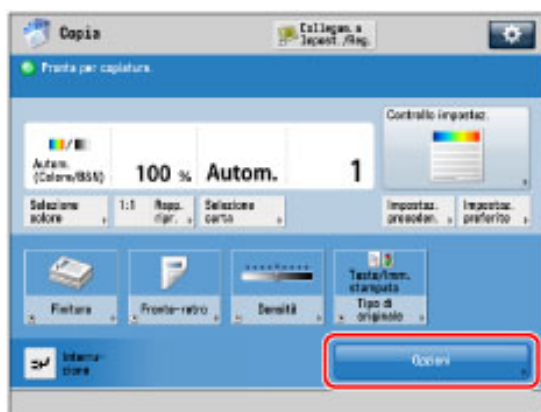 Copia
Collegam. a
Impost./Reg.
Pronta per copiatura.
Controllo impostaz.
Autom.
(Colore/B&N)
100 %
Autom.
1
Selezione
colore
1:1
Rapp.
ripr.
Selezione
carta
Impostaz.
preceden.
Impostaz.
preferite
Finitura
Fronte-retro
Densità
Testo/Imm.
stampata
Tipo di
originale
Interru-
zione
Opzioni